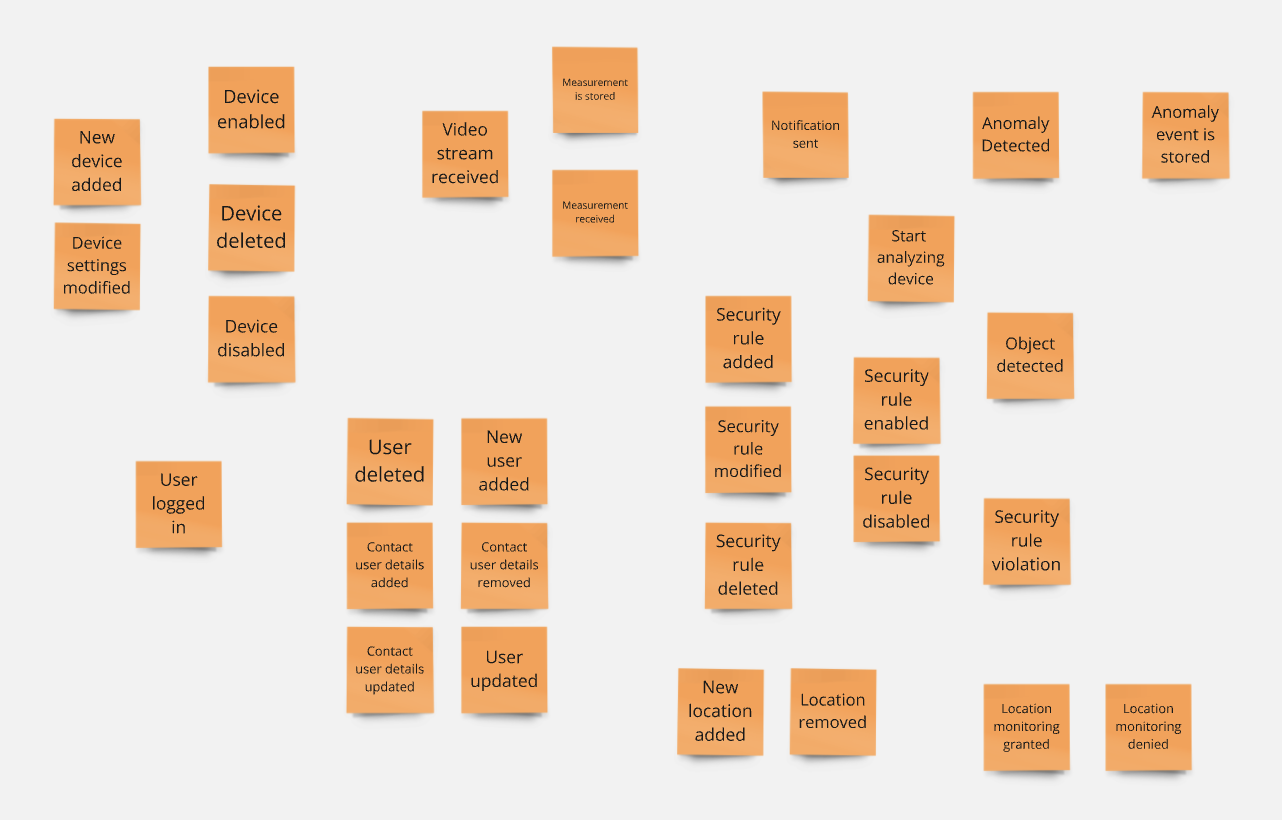 New
device
added
Device
settings
modified
Device
enabled
Device
deleted
Device
disabled
Video
stream
received
Measurement
is stored
Measurement
received
Notification
sent
Anomaly
Detected
Anomaly
event is
stored
Start
analyzing
device
Security
rule
added
Security
rule
modified
Security
rule
deleted
Security
rule
enabled
Security
rule
disabled
Object
detected
Security
rule
violation
User
logged
in
User
deleted
New
user
added
Contact
user details
added
Contact
user details
removed
Contact
user details
updated
User
updated
New
location
added
Location
removed
Location
monitoring
granted
Location
monitoring
denied